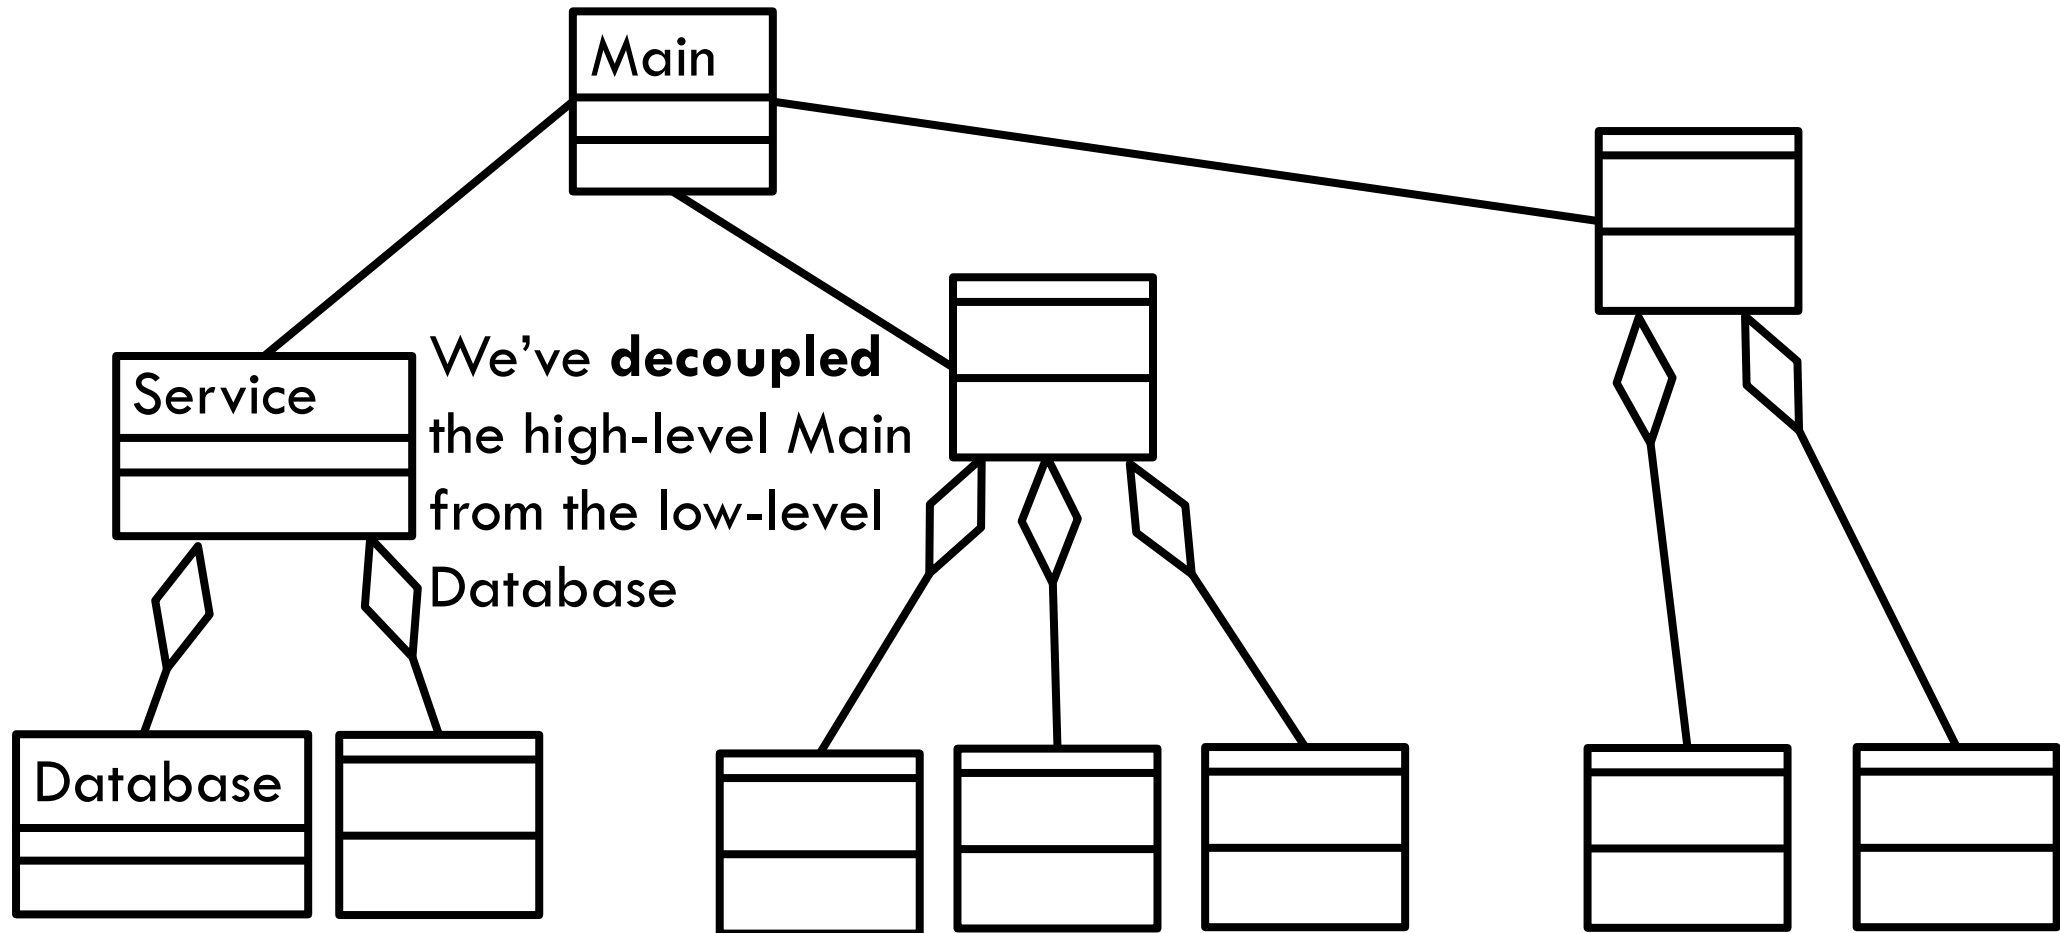 Main
Service
We’ve decoupled
the high-level Main
from the low-level
Database
Database